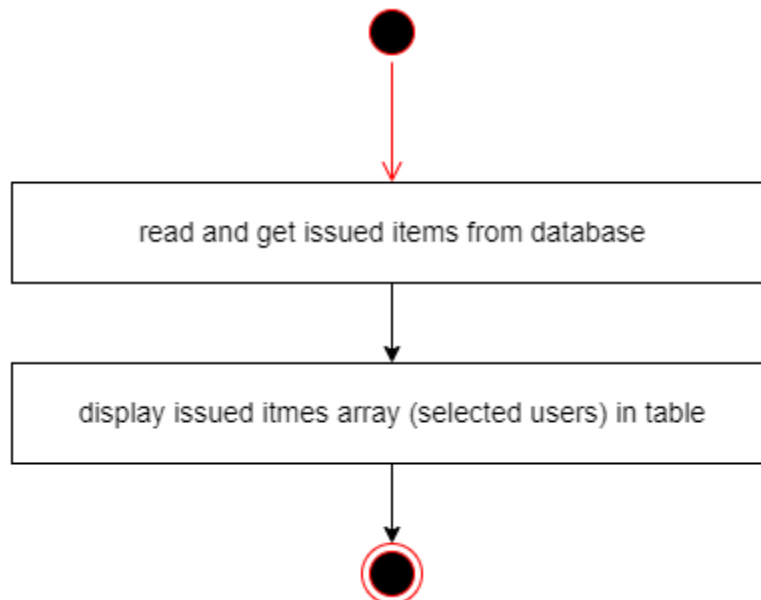 read and get issued items from database
display issued itmes array (selected users) in table